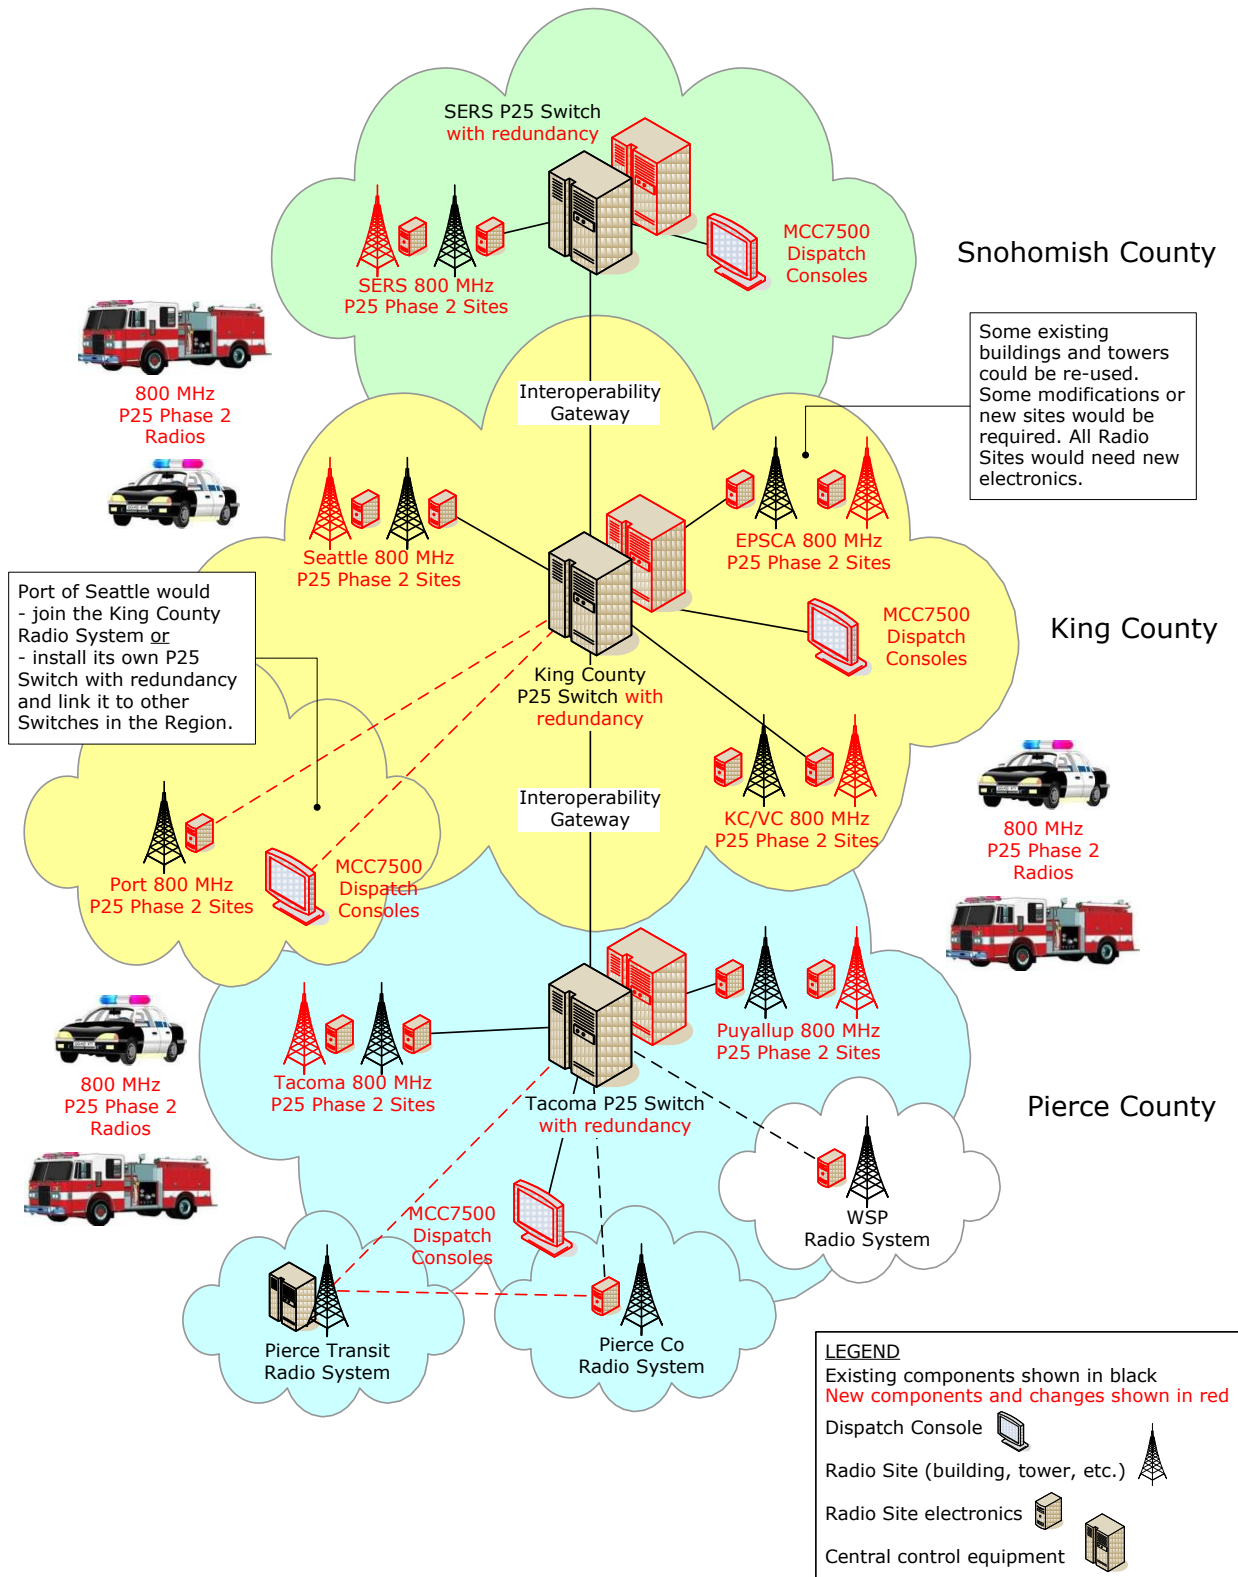 SERS P25 Switch
with redundancy
MCC7500
Dispatch
Consoles
Snohomish County
SERS 800 MHz
P25 Phase 2 Sites
Some existing
buildings and towers
could be re-used.
Some modifications or
new sites would be
required. All Radio
Sites would need new
electronics.
800 MHz
P25 Phase 2
Radios
Interoperability
Gateway
Seattle 800 MHz
P25 Phase 2 Sites
EPSCA 800 MHz
P25 Phase 2 Sites
Port of Seattle would
- join the King County
Radio System or
- install its own P25
Switch with redundancy
and link it to other
Switches in the Region.
MCC7500
Dispatch
Consoles
King County
King County
P25 Switch with
redundancy
Interoperability
Gateway
KC/VC 800 MHz
P25 Phase 2 Sites
800 MHz
P25 Phase 2
Radios
Port 800 MHz
P25 Phase 2 Sites
MCC7500
Dispatch
Consoles
Tacoma 800 MHz
P25 Phase 2 Sites
Puyallup 800 MHz
P25 Phase 2 Sites
800 MHz
P25 Phase 2
Radios
Tacoma P25 Switch
with redundancy
Pierce County
MCC7500
Dispatch
Consoles
WSP
Radio System
Pierce Transit
Radio System
Pierce Co
Radio System
LEGEND
Existing components shown in black
New components and changes shown in red
Dispatch Console
Radio Site (building, tower, etc.)
Radio Site electronics
Central control equipment